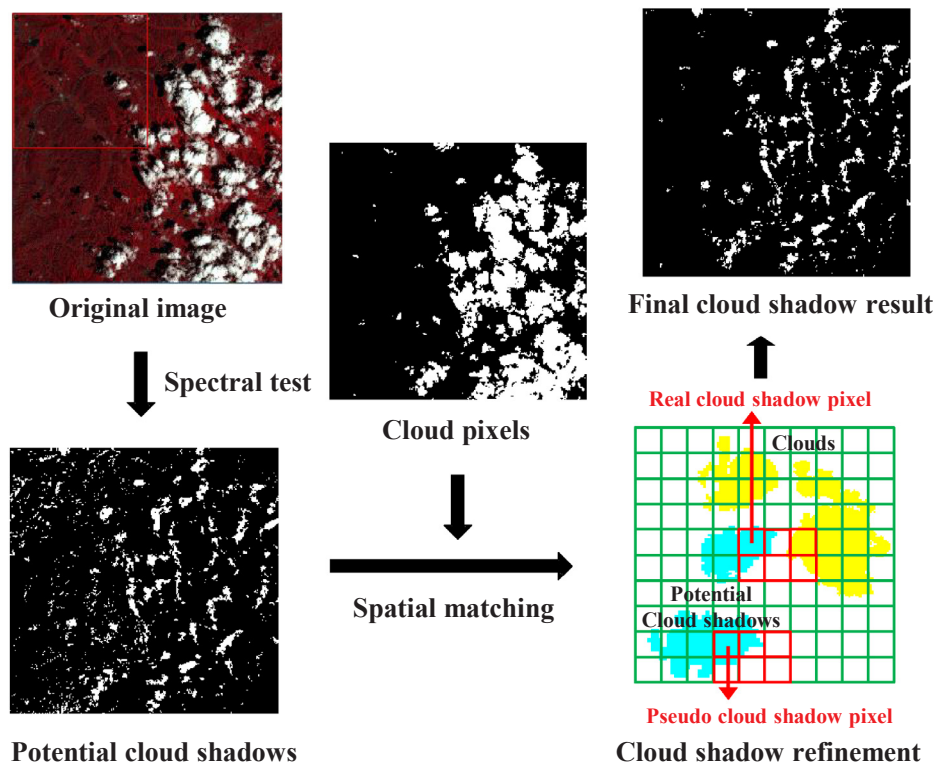 Original image
Spectral test
Potential cloud shadows
Cloud pixels
Spatial matching
Final cloud shadow result
Real cloud shadow pixel
Clouds
Potential
Cloud shadows
Pseudo cloud shadow pixel
Cloud shadow refinement